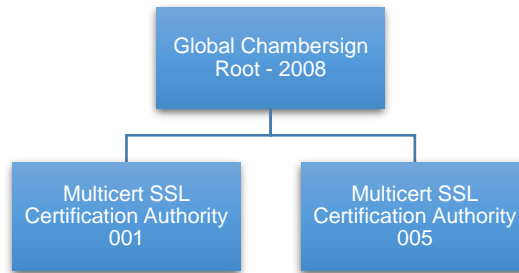 Global Chambersign
Root - 2008
Multicert SSL
Certification Authority
001
Multicert SSL
Certification Authority
005